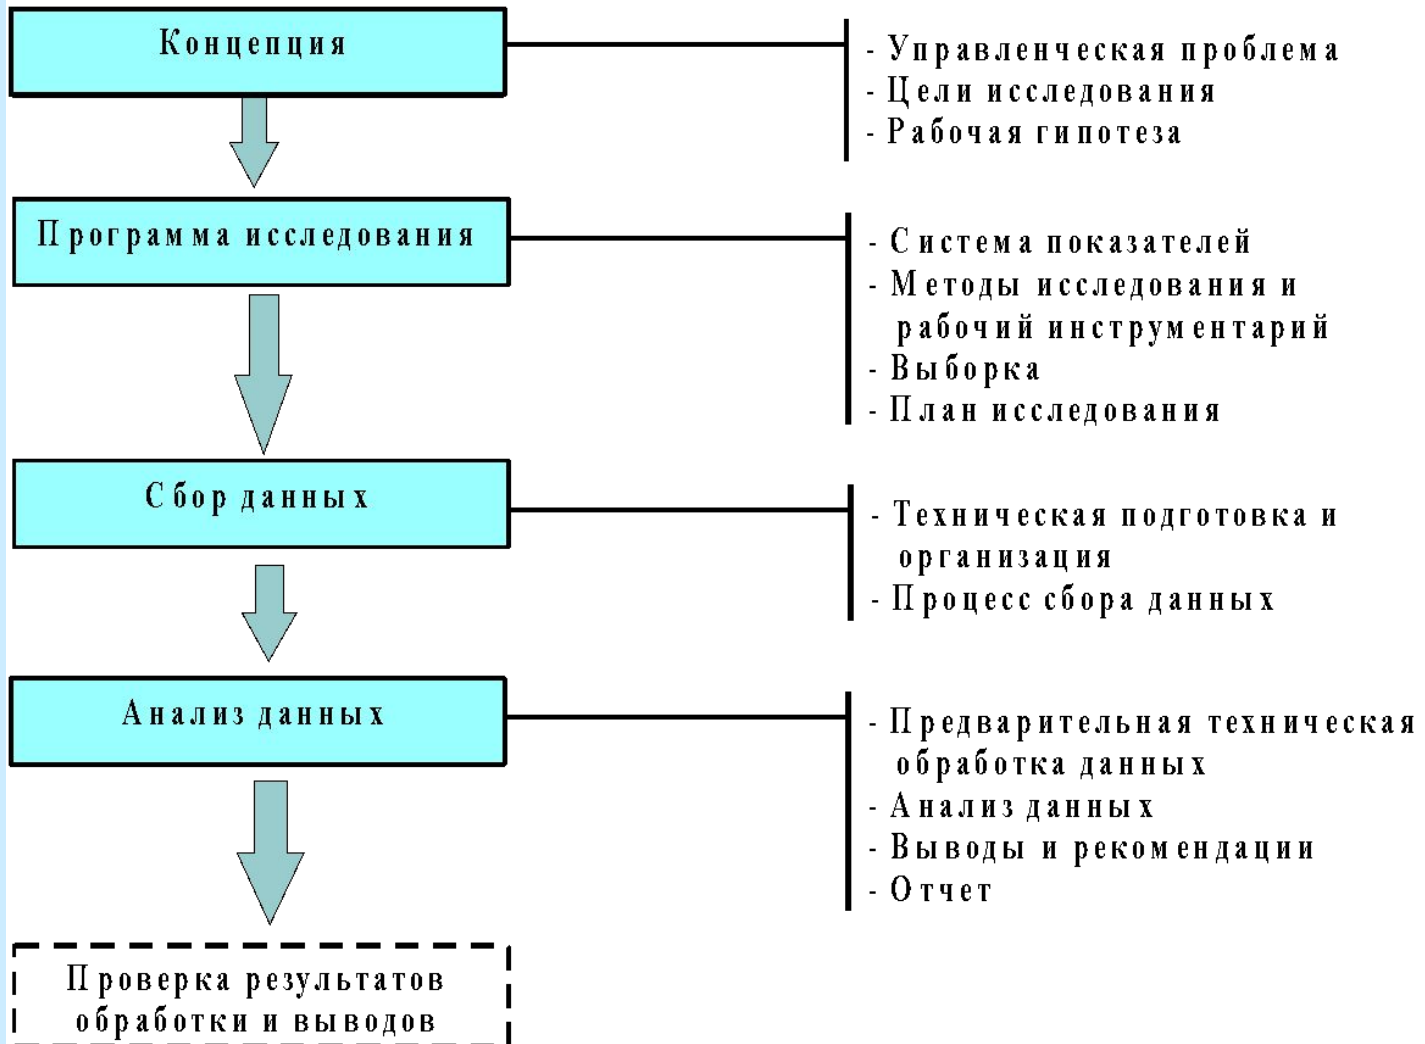 Концепция
- Управленческая проблема
- Цели исследования
- Рабочая гипотеза
Программа исследования
- Система показателей
- Методы исследования и
рабочий инструментарий
- Выборка
- План исследования
Сбор данных
- Техническая подготовка и
организация
- Процесс сбора данных
Анализ данных
- Предварительная техническая
обработка данных
- Анализ данных
- Выводы и рекомендации
- Отчет
Проверка результатов
обработки и выводов